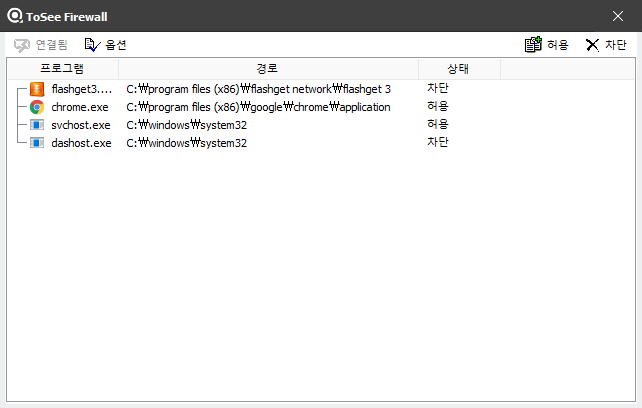 ToSee Firewall
연결됨 옵션 허용 차단
프로그램 경로 상태
flashget3.... C:₩program files (x86)₩flashget network₩flashget 3 차단
chrome.exe C:₩program files (x86)₩google₩chrome₩application 허용
svchost.exe C:₩windows₩system32 허용
dashost.exe C:₩windows₩system32 차단